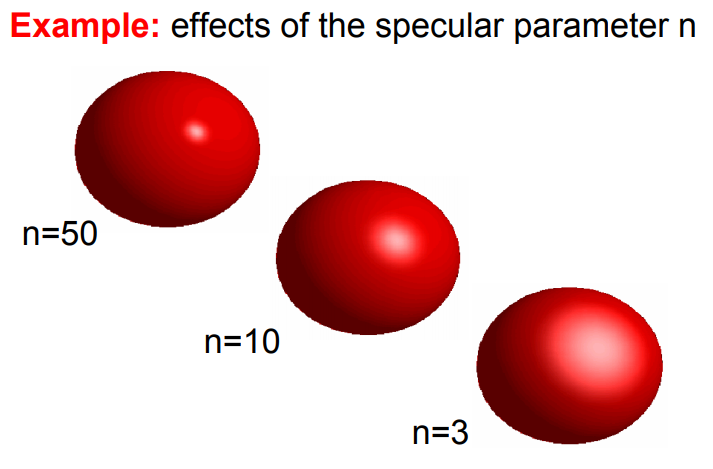 Example: effects of the specular parameter n
n=50
n=10
n=3